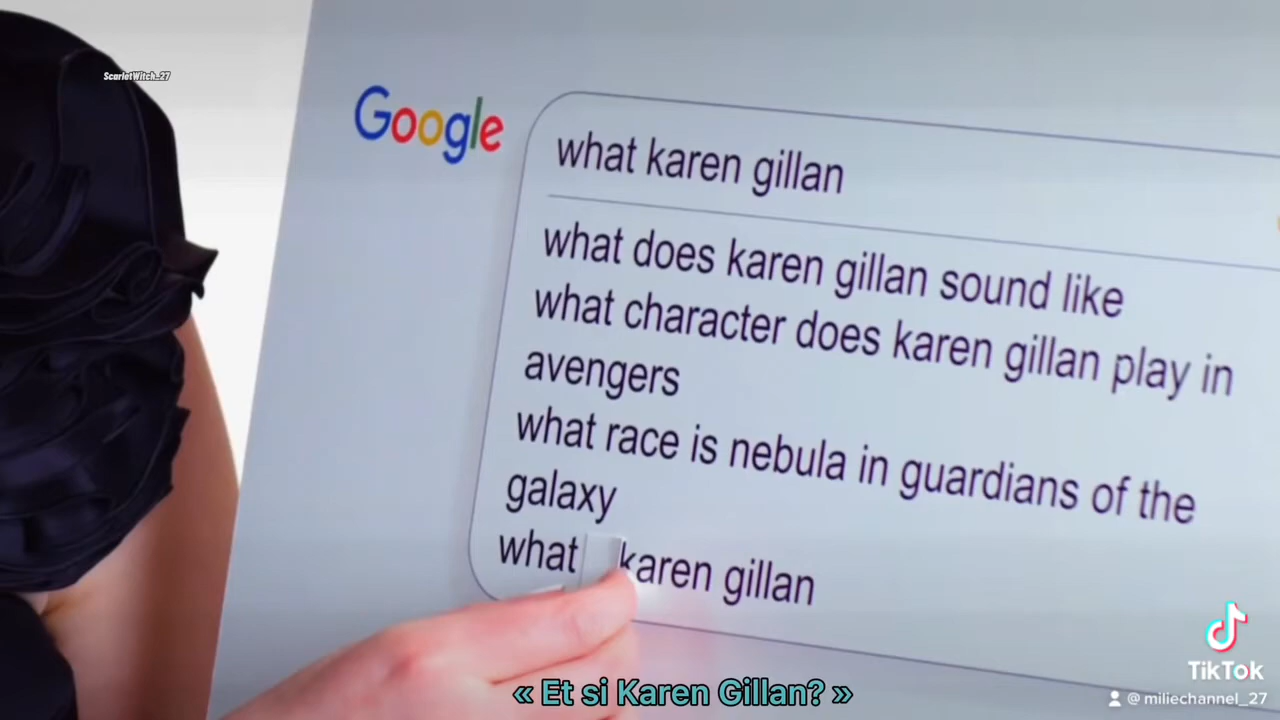 ScarletWitch_27
Google
what karen gillan
what does karen gillan sound like
what character does karen gillan play in
avengers
what race is nebula in guardians of the
galaxy
what karen gillan
« Et si Karen Gillan? »
TikTok
@miliechannel_27